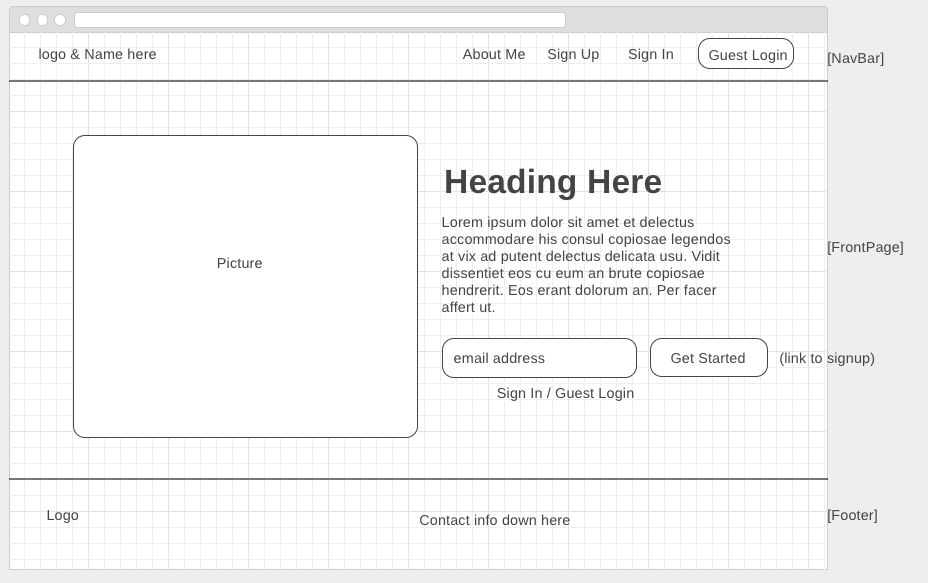 logo & Name here
About Me
Sign Up
Sign In
Guest Login
[NavBar]
Picture
Heading Here
Lorem ipsum dolor sit amet et delectus
accommodare his consul copiosae legendos
at vix ad putent delectus delicata usu. Vidit
dissentiet eos cu eum an brute copiosae
hendrerit. Eos erant dolorum an. Per facer
affert ut.
[FrontPage]
email address
Get Started
(link to signup)
Sign In / Guest Login
Logo
Contact info down here
[Footer]